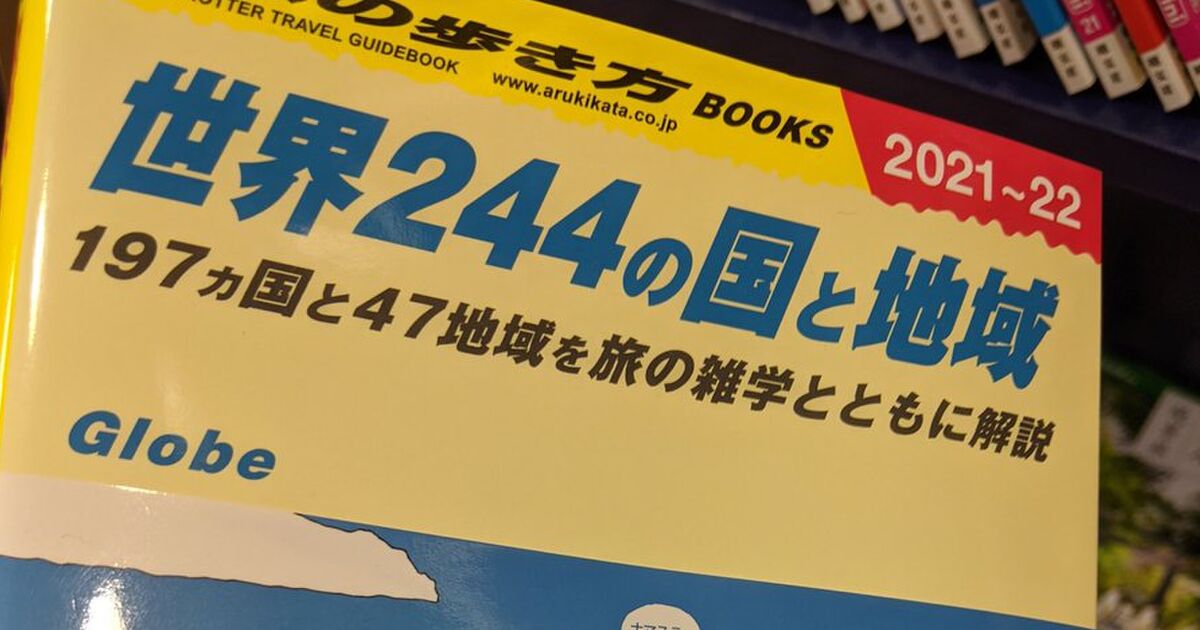 の歩き方 BOOKS
TROTTER TRAVEL GUIDEBOOK www.arukikata.co.jp
2021~22
世界244の国と地域
197ヵ国と47地域を旅の雑学とともに解説
Globe